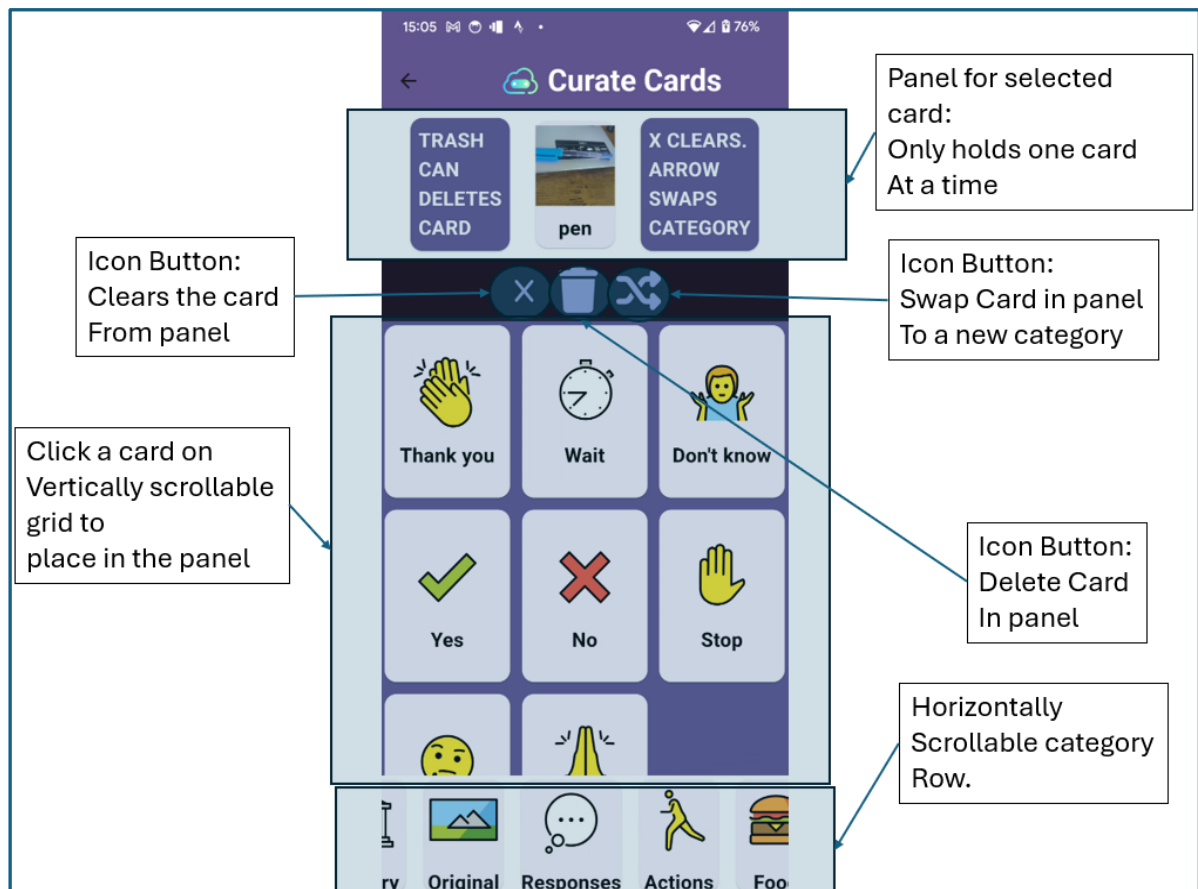 15:05 76%
Curate Cards
TRASH
CAN
DELETES
CARD
pen
X CLEARS.
ARROW
SWAPS
CATEGORY
Panel for selected
card:
Only holds one card
At a time
Icon Button:
Clears the card
From panel
X
Icon Button:
Swap Card in panel
To a new category
Thank you
Wait
Don't know
Click a card on
Vertically scrollable
grid to
place in the panel
Yes
No
Stop
Icon Button:
Delete Card
In panel
Horizontally
Scrollable category
Row.
ry
Original
Responses
Actions
Foo